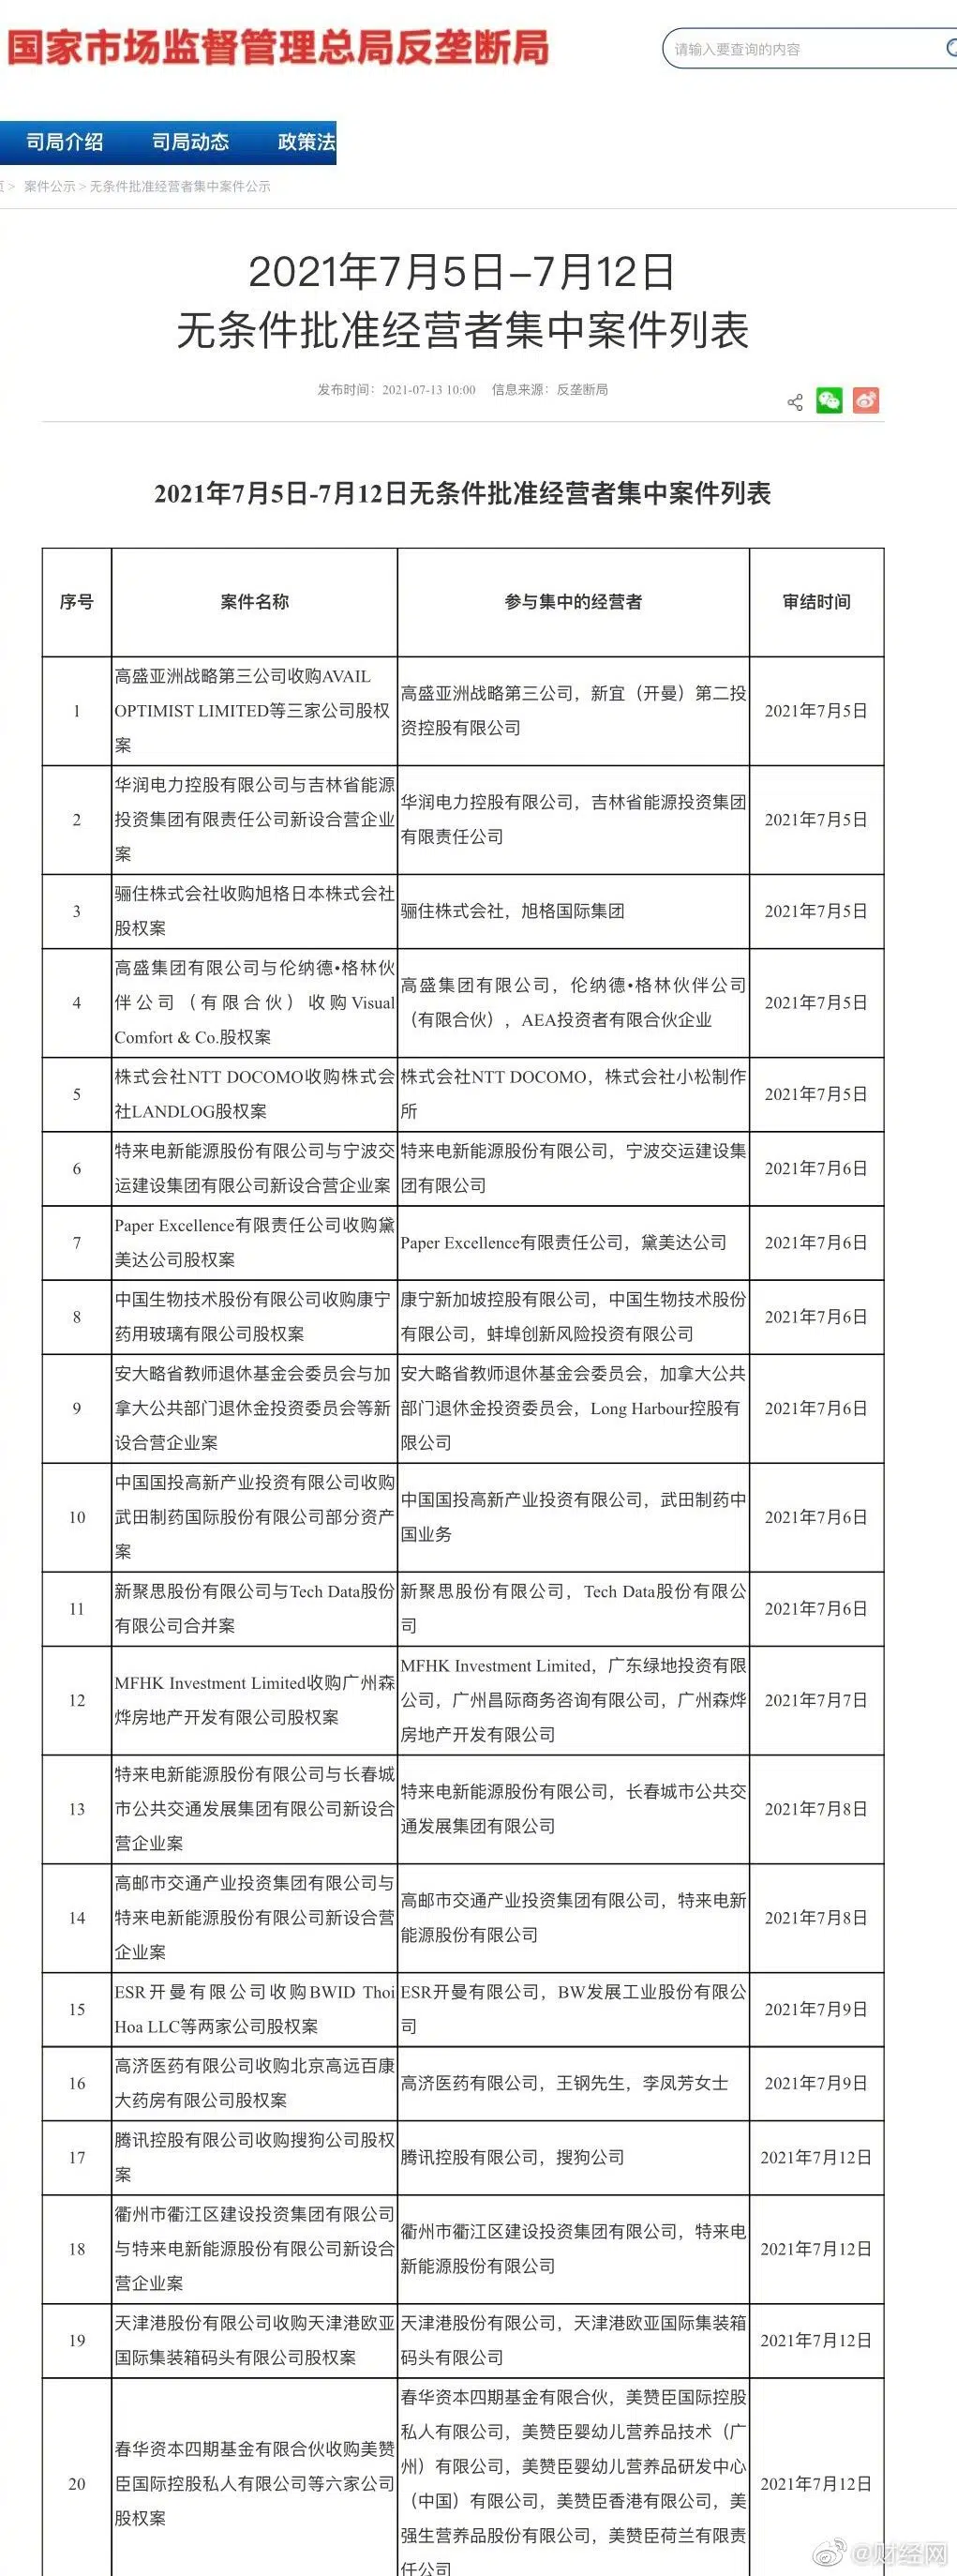 国家市场监督管理总局反垄断局
请输入要查询的内容
司局介绍 司局动态 政策法
页 > 案件公示 > 无条件批准经营者集中案件公示
2021年7月5日-7月12日
无条件批准经营者集中案件列表
发布时间：2021-07-13 10:00 信息来源：反垄断局
2021年7月5日-7月12日无条件批准经营者集中案件列表
序号 案件名称 参与集中的经营者 审结时间
1
高盛亚洲战略第三公司收购AVAIL
OPTIMIST LIMITED等三家公司股权
案
高盛亚洲战略第三公司，新宜（开曼）第二投
资控股有限公司
2021年7月5日
2
华润电力控股有限公司与吉林省能源
投资集团有限责任公司新设合营企业
案
华润电力控股有限公司，吉林省能源投资集团
有限责任公司
2021年7月5日
3
骊住株式会社收购旭格日本株式会社
股权案
骊住株式会社，旭格国际集团
2021年7月5日
4
高盛集团有限公司与伦纳德•格林伙
伴公司（有限合伙）收购Visual
Comfort & Co.股权案
高盛集团有限公司，伦纳德•格林伙伴公司
（有限合伙），AEA投资者有限合伙企业
2021年7月5日
5
株式会社NTT DOCOMO收购株式会
社LANDLOG股权案
株式会社NTT DOCOMO，株式会社小松制作
所
2021年7月5日
6
特来电新能源股份有限公司与宁波交
运建设集团有限公司新设合营企业案
特来电新能源股份有限公司，宁波交运建设集
团有限公司
2021年7月6日
7
Paper Excellence有限责任公司收购黛
美达公司股权案
Paper Excellence有限责任公司，黛美达公司
2021年7月6日
8
中国生物技术股份有限公司收购康宁
药用玻璃有限公司股权案
康宁新加坡控股有限公司，中国生物技术股份
有限公司，蚌埠创新风险投资有限公司
2021年7月6日
9
安大略省教师退休基金会委员会与加
拿大公共部门退休金投资委员会等新
设合营企业案
安大略省教师退休基金会委员会，加拿大公共
部门退休金投资委员会，Long Harbour控股有
限公司
2021年7月6日
10
中国国投高新产业投资有限公司收购
武田制药国际股份有限公司部分资产
案
中国国投高新产业投资有限公司，武田制药中
国业务
2021年7月6日
11
新聚思股份有限公司与Tech Data股份
有限公司合并案
新聚思股份有限公司，Tech Data股份有限公
司
2021年7月6日
12
MFHK Investment Limited收购广州森
烨房地产开发有限公司股权案
MFHK Investment Limited，广东绿地投资有限
公司，广州昌际商务咨询有限公司，广州森烨
房地产开发有限公司
2021年7月7日
13
特来电新能源股份有限公司与长春城
市公共交通发展集团有限公司新设合
营企业案
特来电新能源股份有限公司，长春城市公共交
通发展集团有限公司
2021年7月8日
14
高邮市交通产业投资集团有限公司与
特来电新能源股份有限公司新设合营
企业案
高邮市交通产业投资集团有限公司，特来电新
能源股份有限公司
2021年7月8日
15
ESR开曼有限公司收购BWID Thoi
Hoa LLC等两家公司股权案
ESR开曼有限公司，BW发展工业股份有限公
司
2021年7月9日
16
高济医药有限公司收购北京高远百康
大药房有限公司股权案
高济医药有限公司，王钢先生，李凤芳女士
2021年7月9日
17
腾讯控股有限公司收购搜狗公司股权
案
腾讯控股有限公司，搜狗公司
2021年7月12日
18
衢州市衢江区建设投资集团有限公司
与特来电新能源股份有限公司新设合
营企业案
衢州市衢江区建设投资集团有限公司，特来电
新能源股份有限公司
2021年7月12日
19
天津港股份有限公司收购天津港欧亚
国际集装箱码头有限公司股权案
天津港股份有限公司，天津港欧亚国际集装箱
码头有限公司
2021年7月12日
20
春华资本四期基金有限合伙收购美赞
臣国际控股私人有限公司等六家公司
股权案
春华资本四期基金有限合伙，美赞臣国际控股
私人有限公司，美赞臣婴幼儿营养品技术（广
州）有限公司，美赞臣婴幼儿营养品研发中心
（中国）有限公司，美赞臣香港有限公司，美
强生营养品股份有限公司，美赞臣荷兰有限责
任公司
2021年7月12日
@财经网